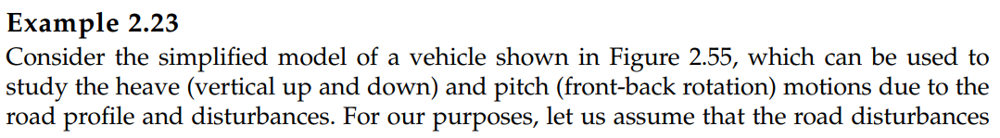 Example 2.23
Consider the simplified model of a vehicle shown in Figure 2.55, which can be used to
study the heave (vertical up and down) and pitch (front-back rotation) motions due to the
road profile and disturbances. For our purposes, let us assume that the road disturbances